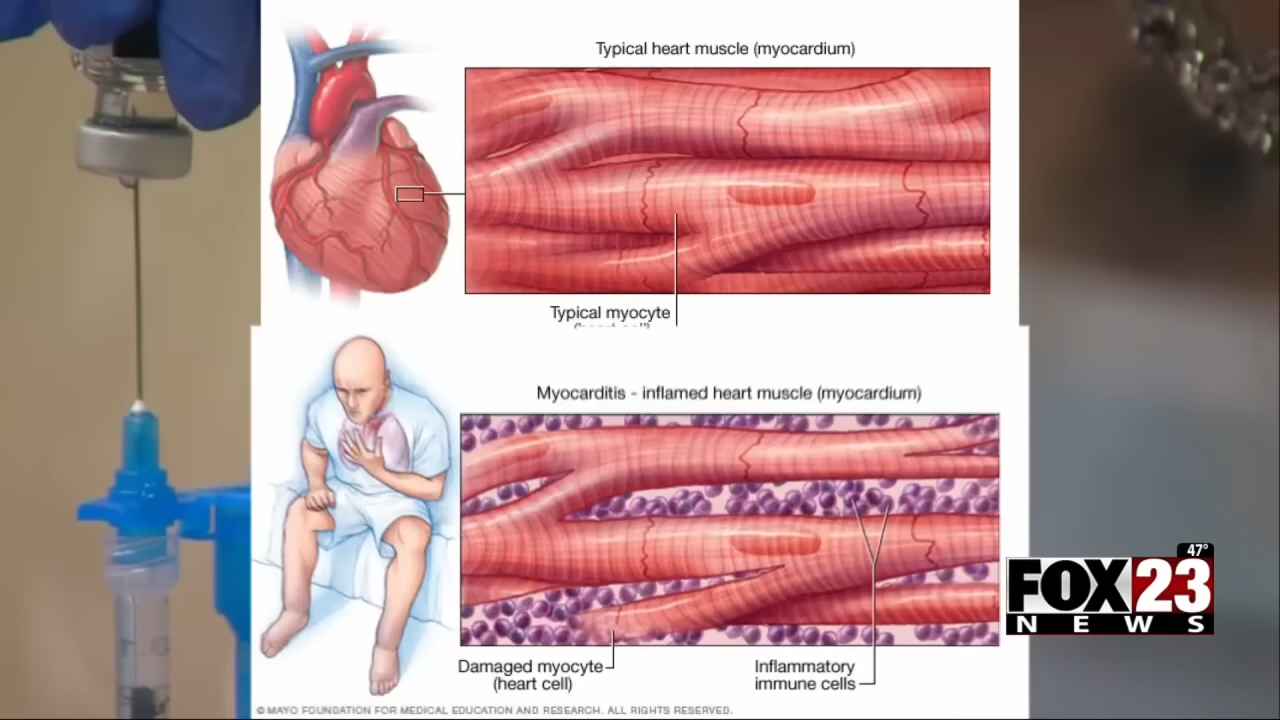 Typical heart muscle (myocardium)
Typical myocyte
Myocarditis - inflamed heart muscle (myocardium)
47°
FOX 23
NEWS
Damaged myocyte
(heart cell)
Inflammatory
immune cells
© MAYO FOUNDATION FOR MEDICAL EDUCATION AND RESEARCH. ALL RIGHTS RESERVED.